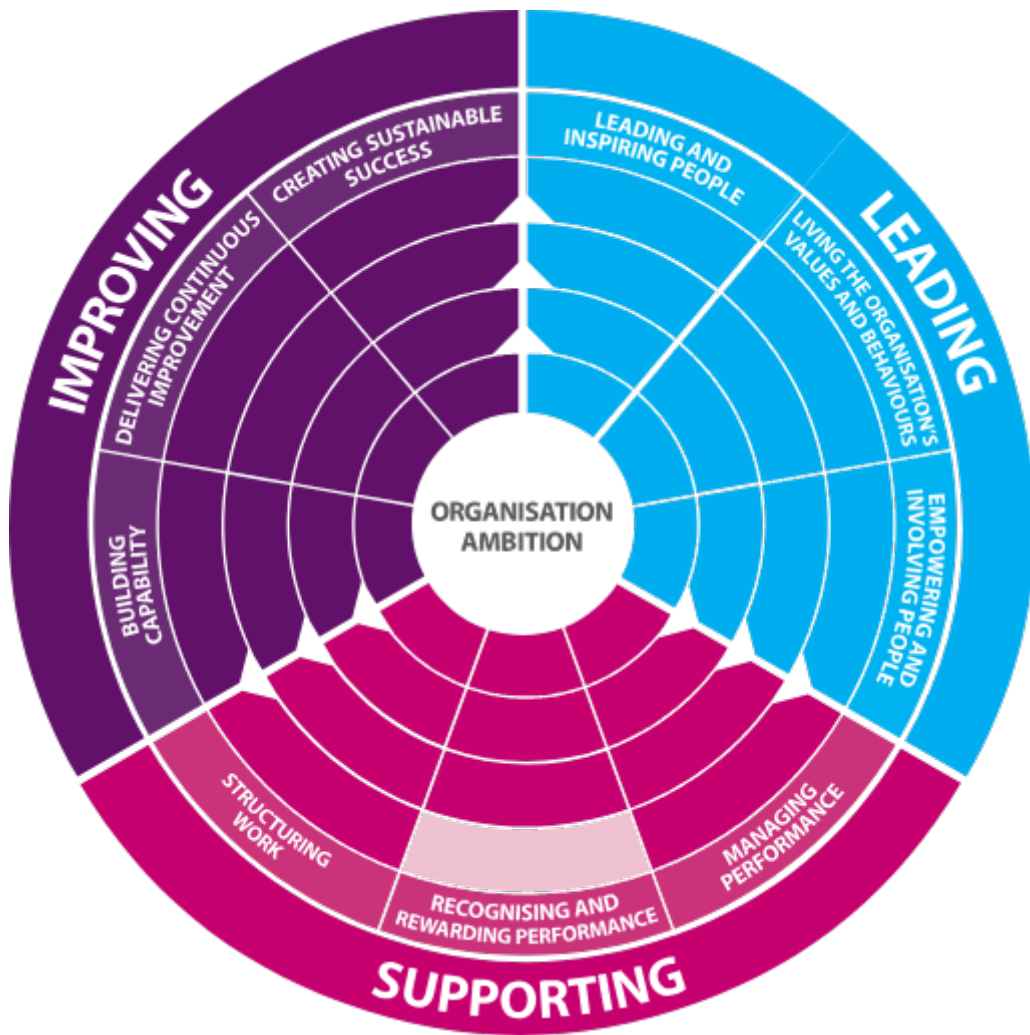 IMPROVING
CREATING SUSTAINABLE
SUCCESS
DELIVERING CONTINUOUS
IMPROVEMENT
BUILDING
CAPABILITY
LEADING
LEADING AND
INSPIRING PEOPLE
LIVING THE ORGANISATION'S
VALUES AND BEHAVIOURS
EMPOWERING AND
INVOLVING PEOPLE
ORGANISATION
AMBITION
STRUCTURING
WORK
RECOGNISING AND
REWARDING PERFORMANCE
MANAGING
PERFORMANCE
SUPPORTING